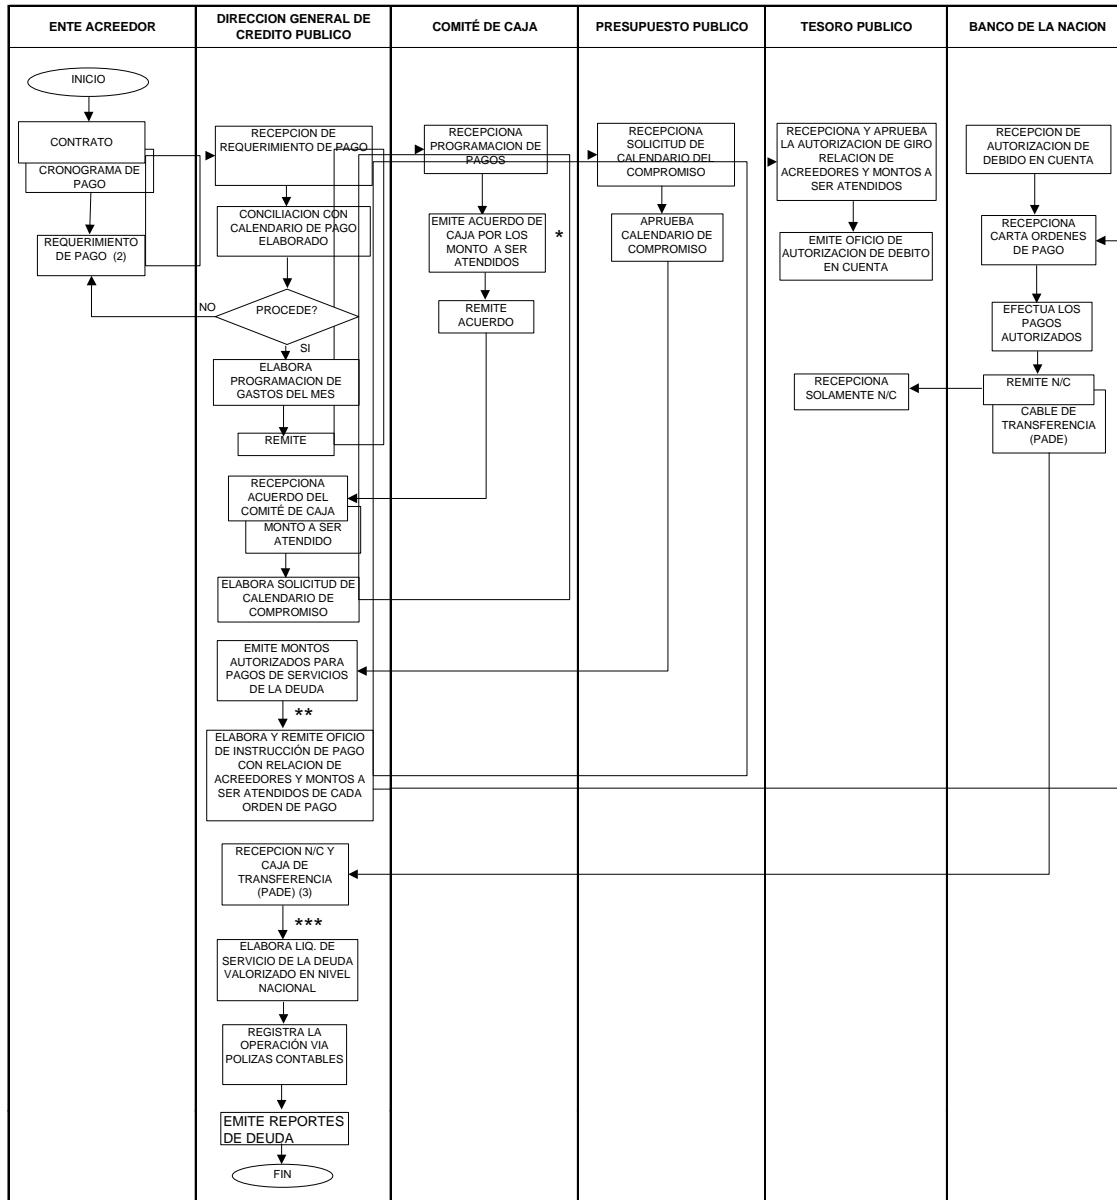 ENTE ACREEDOR
DIRECCION GENERAL DE
CREDITO PUBLICO
COMITÉ DE CAJA
PRESUPUESTO PUBLICO
TESORO PUBLICO
BANCO DE LA NACION
INICIO
CONTRATO
CRONOGRAMA DE
PAGO
REQUERIMIENTO
DE PAGO (2)
RECEPCION DE
REQUERIMENTO DE PAGO
CONCILIACION CON
CALENDARIO DE PAGO
ELABORADO
NO
PROCEDE?
SI
ELABORA
PROGRAMACION DE
GASTOS DEL MES
REMITE
RECEPCIONA
ACUERDO DEL
COMITÉ DE CAJA
MONTO A SER
ATENDIDO
ELABORA SOLICITUD DE
CALENDARIO DE
COMPROMISO
EMITE MONTOS
AUTORIZADOS PARA
PAGOS DE SERVICIOS
DE LA DEUDA
**
ELABORA Y REMITE OFICIO
DE INSTRUCCIÓN DE PAGO
CON RELACION DE
ACREEDORES Y MONTOS A
SER ATENDIDOS DE CADA
ORDEN DE PAGO
RECEPCION N/C Y
CAJA DE
TRANSFERENCIA
(PADE) (3)
***
ELABORA LIQ. DE
SERVICIO DE LA DEUDA
VALORIZADO EN NIVEL
NACIONAL
REGISTRA LA
OPERACIÓN VIA
POLIZAS CONTABLES
EMITE REPORTES
DE DEUDA
FIN
RECEPCIONA
PROGRAMACION DE
PAGOS
EMITE ACUERDO DE
CAJA POR LOS
MONTO A SER
ATENDIDOS
*
REMITE
ACUERDO
RECEPCIONA
SOLICITUD DE
CALENDARIO DEL
COMPROMISO
APRUEBA
CALENDARIO DE
COMPROMISO
RECEPCIONA Y APRUEBA
LA AUTORIZACION DE GIRO
RELACION DE
ACREEDORES Y MONTOS A
SER ATENDIDOS
EMITE OFICIO DE
AUTORIZACION DE DEBITO
EN CUENTA
RECEPCIONA
SOLAMENTE N/C
RECEPCION DE
AUTORIZACION DE
DEBIDO EN CUENTA
RECEPCIONA
CARTA ORDENES
DE PAGO
EFECTUA LOS
PAGOS
AUTORIZADOS
REMITE N/C
CABLE DE
TRANSFERENCIA
(PADE)